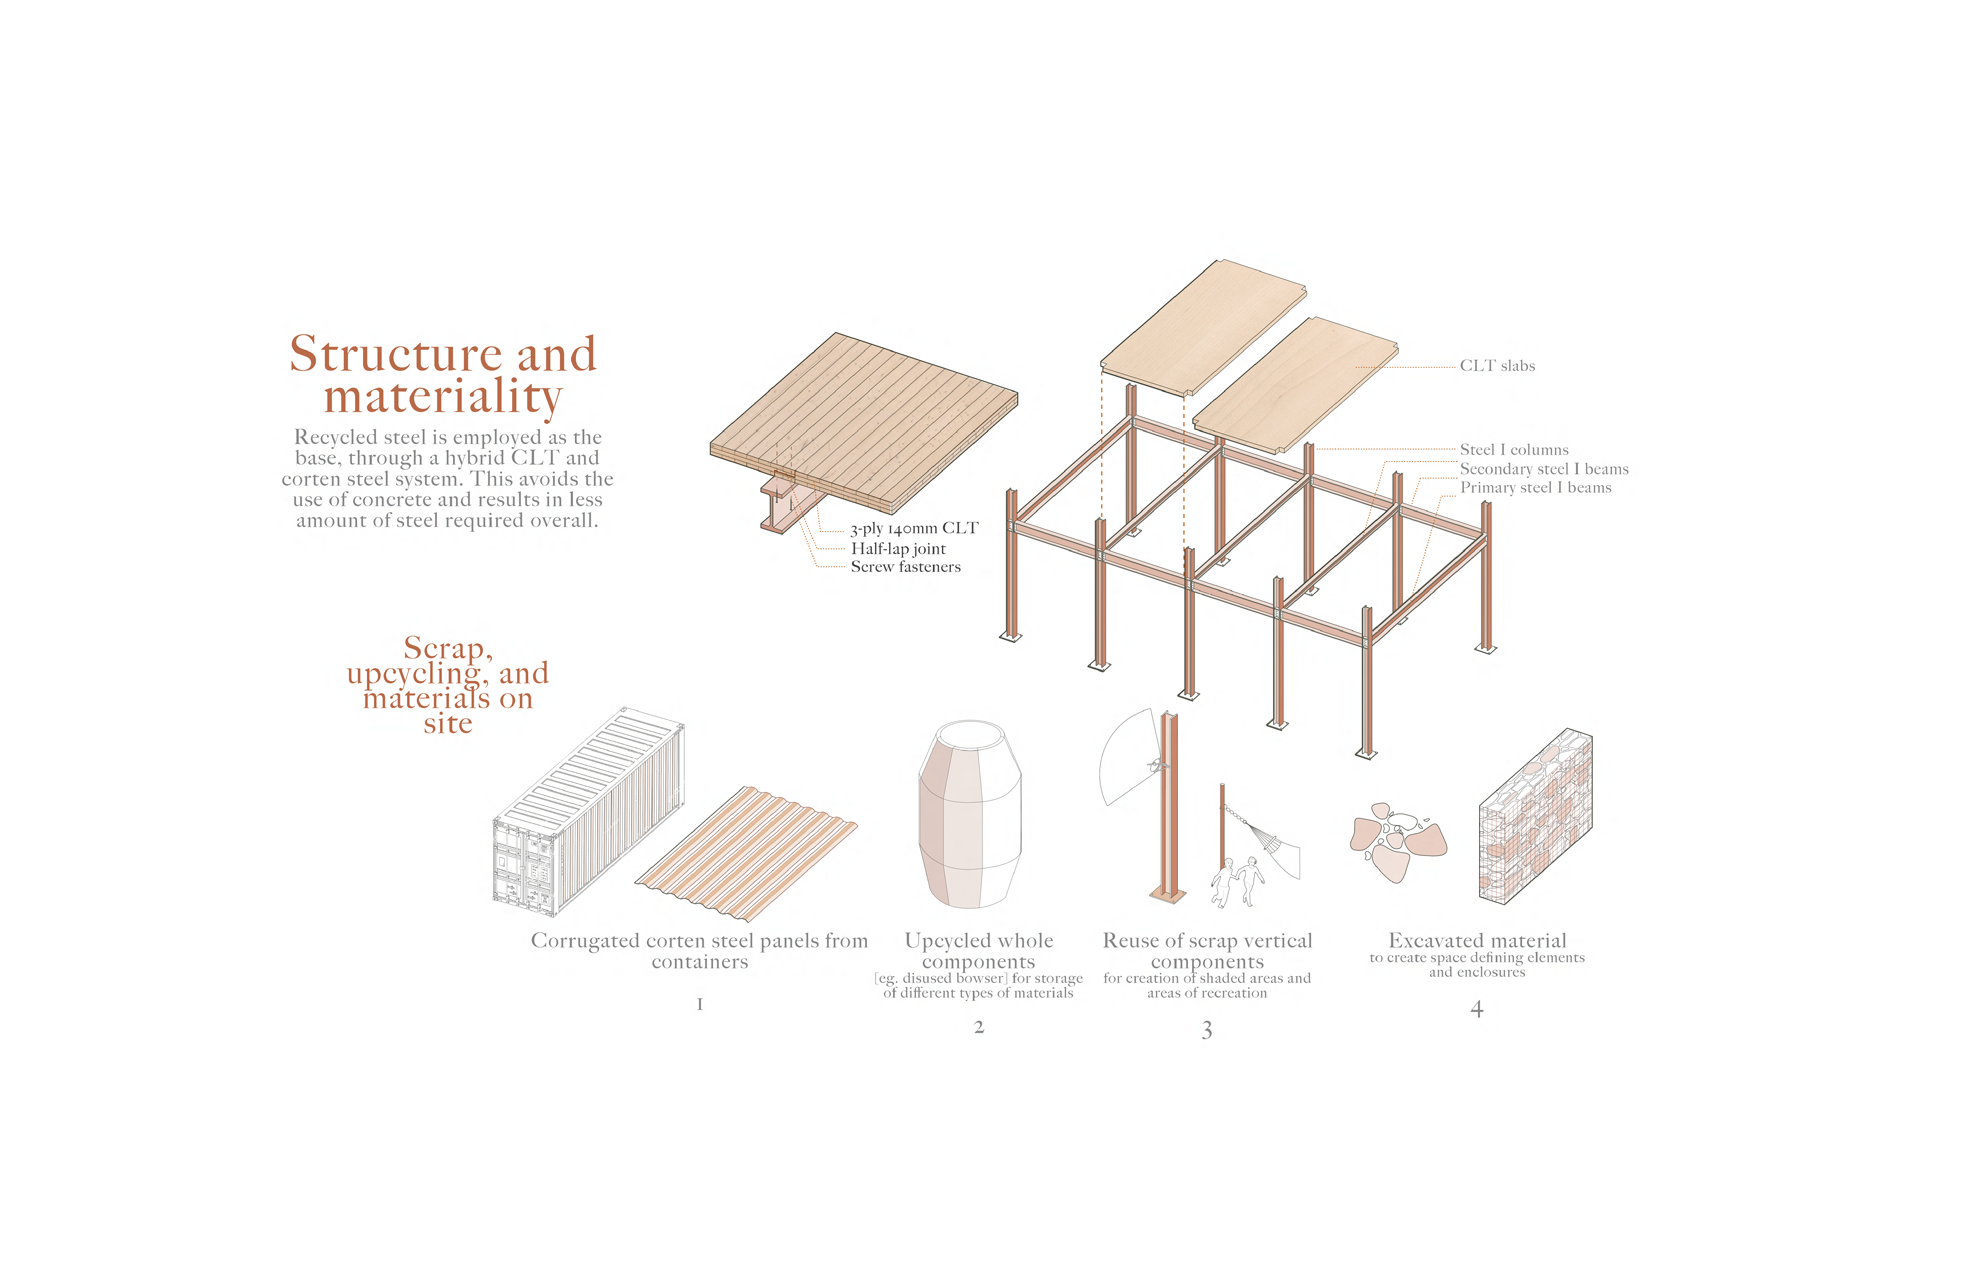 Structure and
materiality
Recycled steel is employed as the
base, through a hybrid CLT and
corten steel system. This avoids the
use of concrete and results in less
amount of steel required overall.
3-ply 140mm CLT
Half-lap joint
Screw fasteners
CLT slabs
Steel I columns
Secondary steel I beams
Primary steel I beams
Scrap,
upcycling, and
materials on
site
Corrugated corten steel panels from
containers
1
Upcycled whole
components
[eg. disused bowser] for storage
of different types of materials
2
Reuse of scrap vertical
components
for creation of shaded areas and
areas of recreation
3
Excavated material
to create space defining elements
and enclosures
4